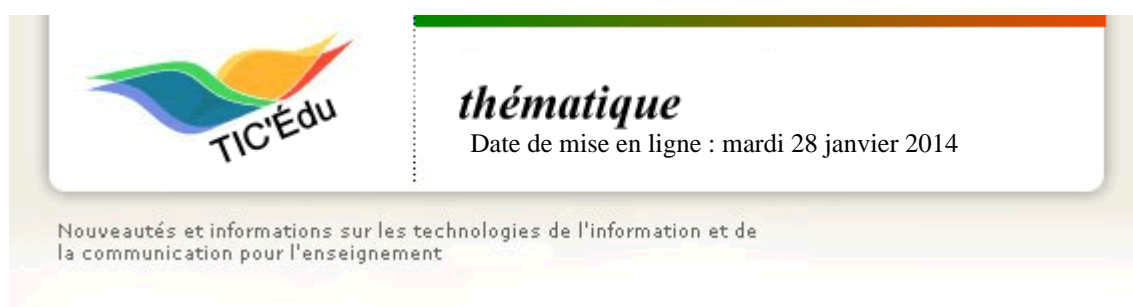 TIC'Édu
thématique
Date de mise en ligne : mardi 28 janvier 2014
Nouveautés et informations sur les technologies de l'information et de
la communication pour l'enseignement